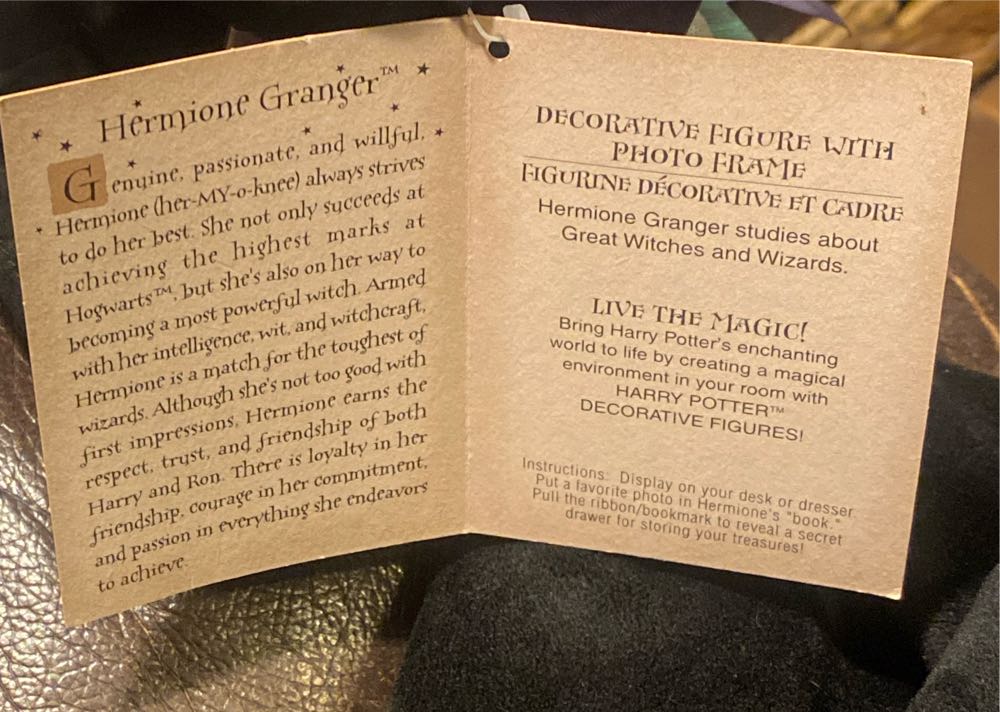 Hermione Granger™
Genuine, passionate, and willful,
Hermione (her-MY-o-knee) always strives
to do her best. She not only succeeds at
achieving the highest marks at
Hogwarts™, but she's also on her way to
becoming a most powerful witch. Armed
with her intelligence, wit, and witchcraft,
Hermione is a match for the toughest of
wizards. Although she's not too good with
first impressions, Hermione earns the
respect, trust, and friendship of both
Harry and Ron. There is loyalty in her
friendship, courage in her commitment,
and passion in everything she endeavors
to achieve.
DECORATIVE FIGURE WITH
PHOTO FRAME
FIGURINE DÉCORATIVE ET CADRE
Hermione Granger studies about
Great Witches and Wizards.
LIVE THE MAGIC!
Bring Harry Potter's enchanting
world to life by creating a magical
environment in your room with
HARRY POTTER™
DECORATIVE FIGURES!
Instructions: Display on your desk or dresser.
Put a favorite photo in Hermione's "book."
Pull the ribbon/bookmark to reveal a secret
drawer for storing your treasures!